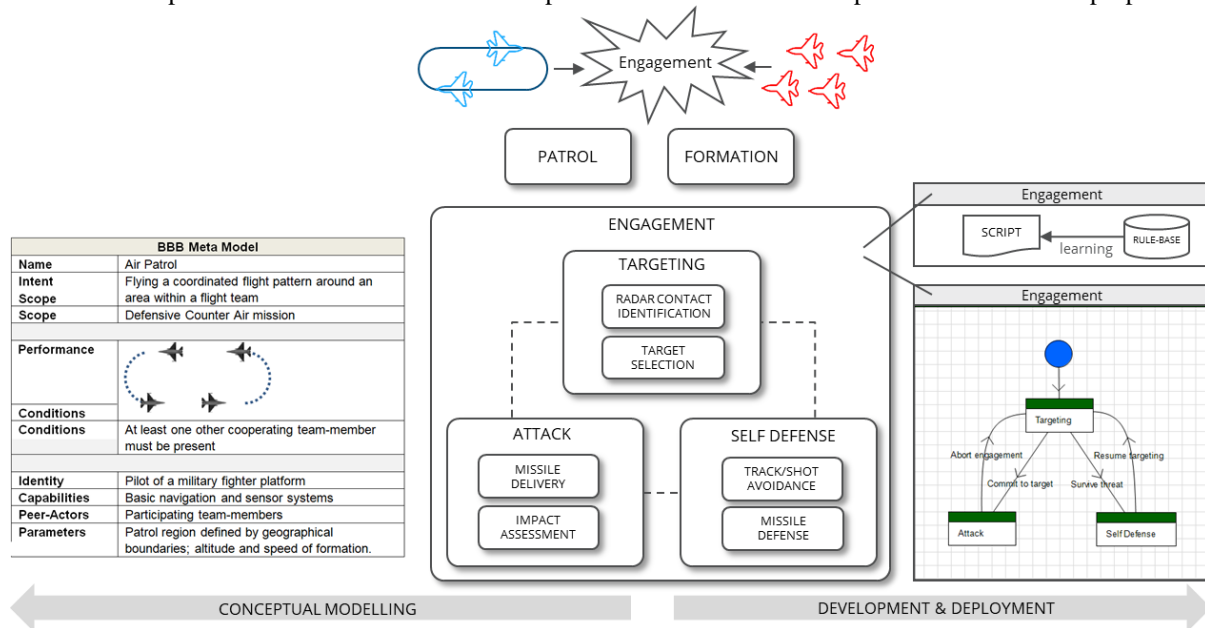 Engagement
PATROL
FORMATION
ENGAGEMENT
TARGETING
RADAR CONTACT
IDENTIFICATION
TARGET
SELECTION
ATTACK
MISSILE
DELIVERY
IMPACT
ASSESSMENT
SELF DEFENSE
TRACK/SHOT
AVOIDANCE
MISSILE
DEFENSE
BBB Meta Model
Name Air Patrol
Intent Flying a coordinated flight pattern around an
Scope area within a flight team
Scope Defensive Counter Air mission
Performance
Conditions
Conditions At least one other cooperating team-member
must be present
Identity Pilot of a military fighter platform
Capabilities Basic navigation and sensor systems
Peer-Actors Participating team-members
Parameters Patrol region defined by geographical
boundaries; altitude and speed of formation.
Engagement
SCRIPT
learning
RULE-BASE
Engagement
Targeting
Abort engagement
Resume targeting
Commit to target
Survive threat
Attack
Self Defense
CONCEPTUAL MODELLING
DEVELOPMENT & DEPLOYMENT